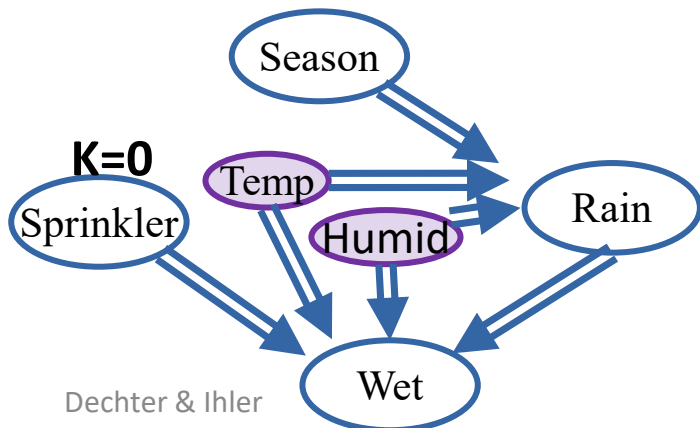 Season
K=0
Temp
Sprinkler
Humid
Rain
Wet
Dechter & Ihler